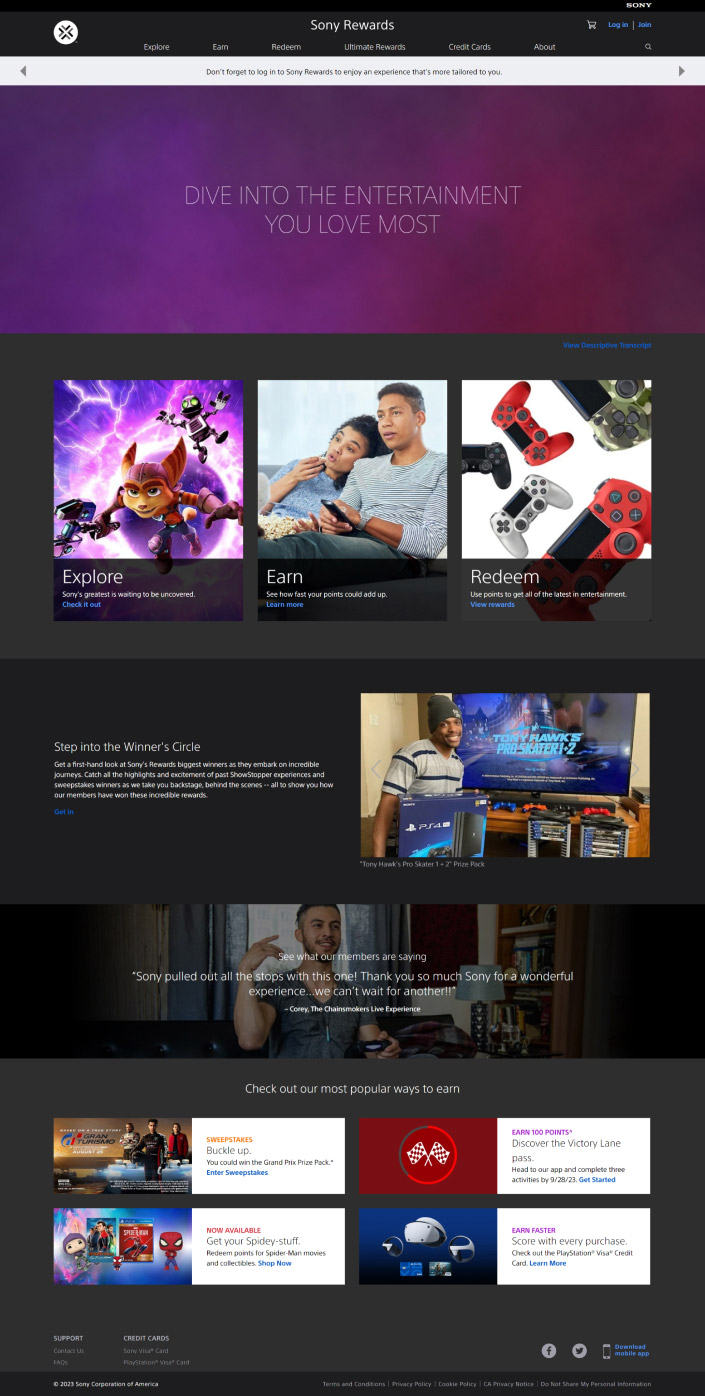 SONY
Sony Rewards
Log in | Join
Explore Earn Redeem Ultimate Rewards Credit Cards About
Don't forget to log in to Sony Rewards to enjoy an experience that's more tailored to you.
DIVE INTO THE ENTERTAINMENT
YOU LOVE MOST
View Descriptive Transcript
Explore
Sony's greatest is waiting to be uncovered.
Check it out
Earn
See how fast your points could add up.
Learn more
Redeem
Use points to get all of the latest in entertainment.
View rewards
Step into the Winner's Circle
Get a first-hand look at Sony's Rewards biggest winners as they embark on incredible
journeys. Catch all the highlights and excitement of past ShowStopper experiences and
sweepstakes winners as we take you backstage, behind the scenes -- all to show you how
our members have won these incredible rewards.
Get in
TONY HAWK'S
PRO SKATER 1+2
SONY
PS4 PRO
"Tony Hawk's Pro Skater 1 + 2" Prize Pack
See what our members are saying
"Sony pulled out all the stops with this one! Thank you so much Sony for a wonderful
experience...we can't wait for another!!"
– Corey, The Chainsmokers Live Experience
Check out our most popular ways to earn
BASED ON A TRUE STORY
GRAN
TURISMO
AUGUST 25
SWEEPSTAKES
Buckle up.
You could win the Grand Prix Prize Pack.*
Enter Sweepstakes
EARN 100 POINTS^
Discover the Victory Lane
pass.
Head to our app and complete three
activities by 9/28/23. Get Started
SPIDER-MAN
NOW AVAILABLE
Get your Spidey-stuff.
Redeem points for Spider-Man movies
and collectibles. Shop Now
EARN FASTER
Score with every purchase.
Check out the PlayStation® Visa® Credit
Card. Learn More
SUPPORT
Contact Us
FAQs
CREDIT CARDS
Sony Visa® Card
PlayStation® Visa® Card
Download
mobile app
© 2023 Sony Corporation of America
Terms and Conditions | Privacy Policy | Cookie Policy | CA Privacy Notice | Do Not Share My Personal Information